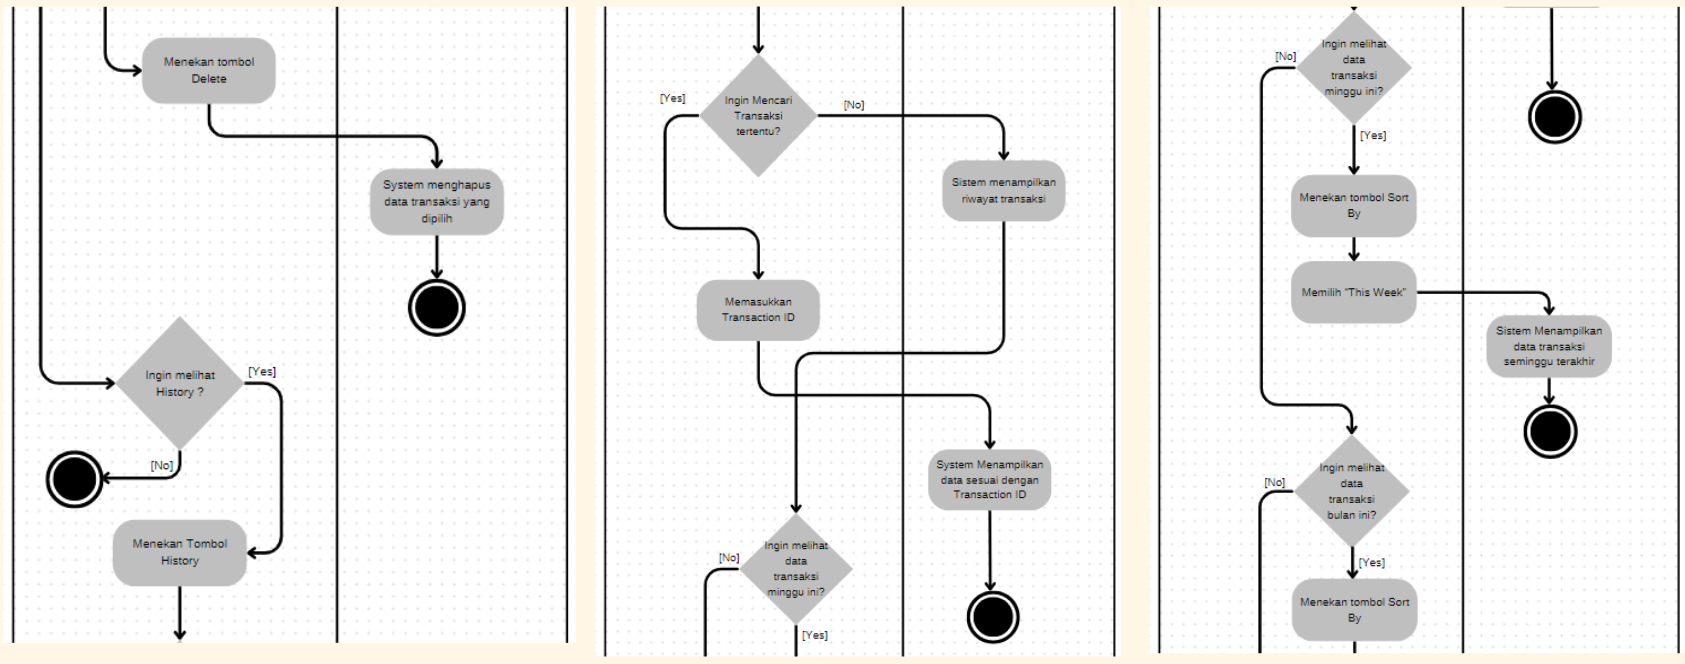 Menekan tombol
Delete
System menghapus
data transaksi yang
dipilih
Ingin melihat
History ?
[Yes]
[No]
Menekan Tombol
History
Ingin Mencari
Transaksi
tertentu?
[Yes]
[No]
Sistem menampilkan
riwayat transaksi
Memasukkan
Transaction ID
System Menampilkan
data sesuai dengan
Transaction ID
Ingin melihat
data
transaksi
minggu ini?
[No]
[Yes]
Ingin melihat
data
transaksi
minggu ini?
[No]
[Yes]
Menekan tombol Sort
By
Memilih "This Week"
Sistem Menampilkan
data transaksi
seminggu terakhir
Ingin melihat
data
transaksi
bulan ini?
[No]
[Yes]
Menekan tombol Sort
By